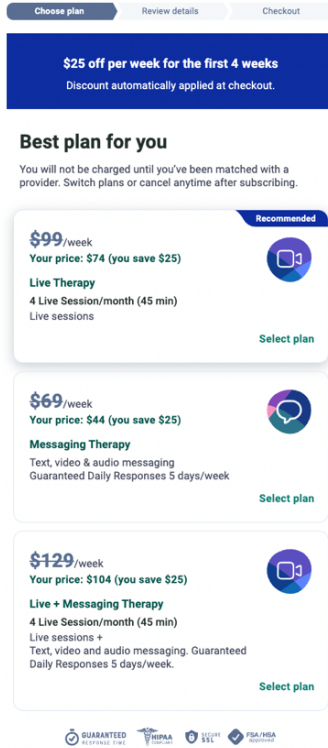 Choose plan
Review details
Checkout
$25 off per week for the first 4 weeks
Discount automatically applied at checkout.
Best plan for you
You will not be charged until you've been matched with a
provider. Switch plans or cancel anytime after subscribing.
Recommended
$99/week
Your price: $74 (you save $25)
Live Therapy
4 Live Session/month (45 min)
Live sessions
Select plan
$69/week
Your price: $44 (you save $25)
Messaging Therapy
Text, video & audio messaging
Guaranteed Daily Responses 5 days/week
Select plan
$129/week
Your price: $104 (you save $25)
Live + Messaging Therapy
4 Live Session/month (45 min)
Live sessions +
Text, video and audio messaging. Guaranteed
Daily Responses 5 days/week.
Select plan
GUARANTEED
RESPONSE TIME
HIPAA
COMPLIANT
SECURE
SSL
FSA/HSA
approved